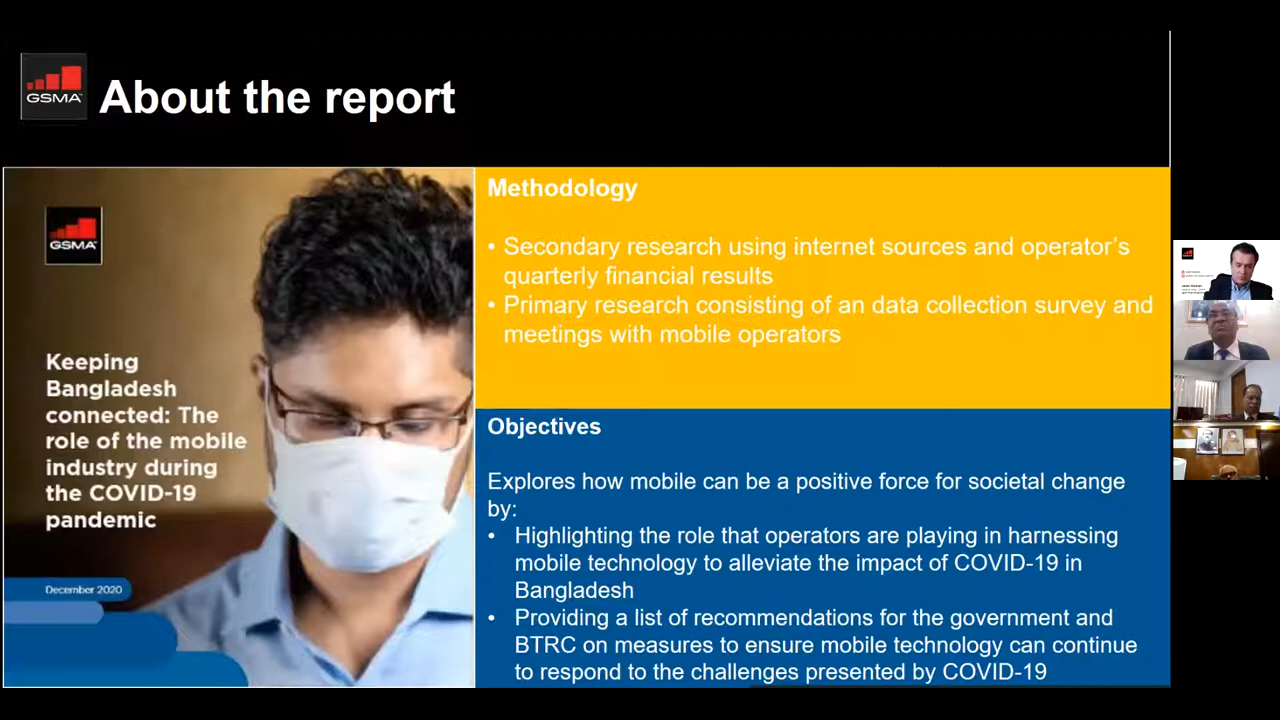 GSMA
About the report
GSMA
Keeping
Bangladesh
connected: The
role of the mobile
industry during
the COVID-19
pandemic
December 2020
Methodology
• Secondary research using internet sources and operator's
quarterly financial results
• Primary research consisting of an data collection survey and
meetings with mobile operators
Objectives
Explores how mobile can be a positive force for societal change
by:
• Highlighting the role that operators are playing in harnessing
mobile technology to alleviate the impact of COVID-19 in
Bangladesh
• Providing a list of recommendations for the government and
BTRC on measures to ensure mobile technology can continue
to respond to the challenges presented by COVID-19